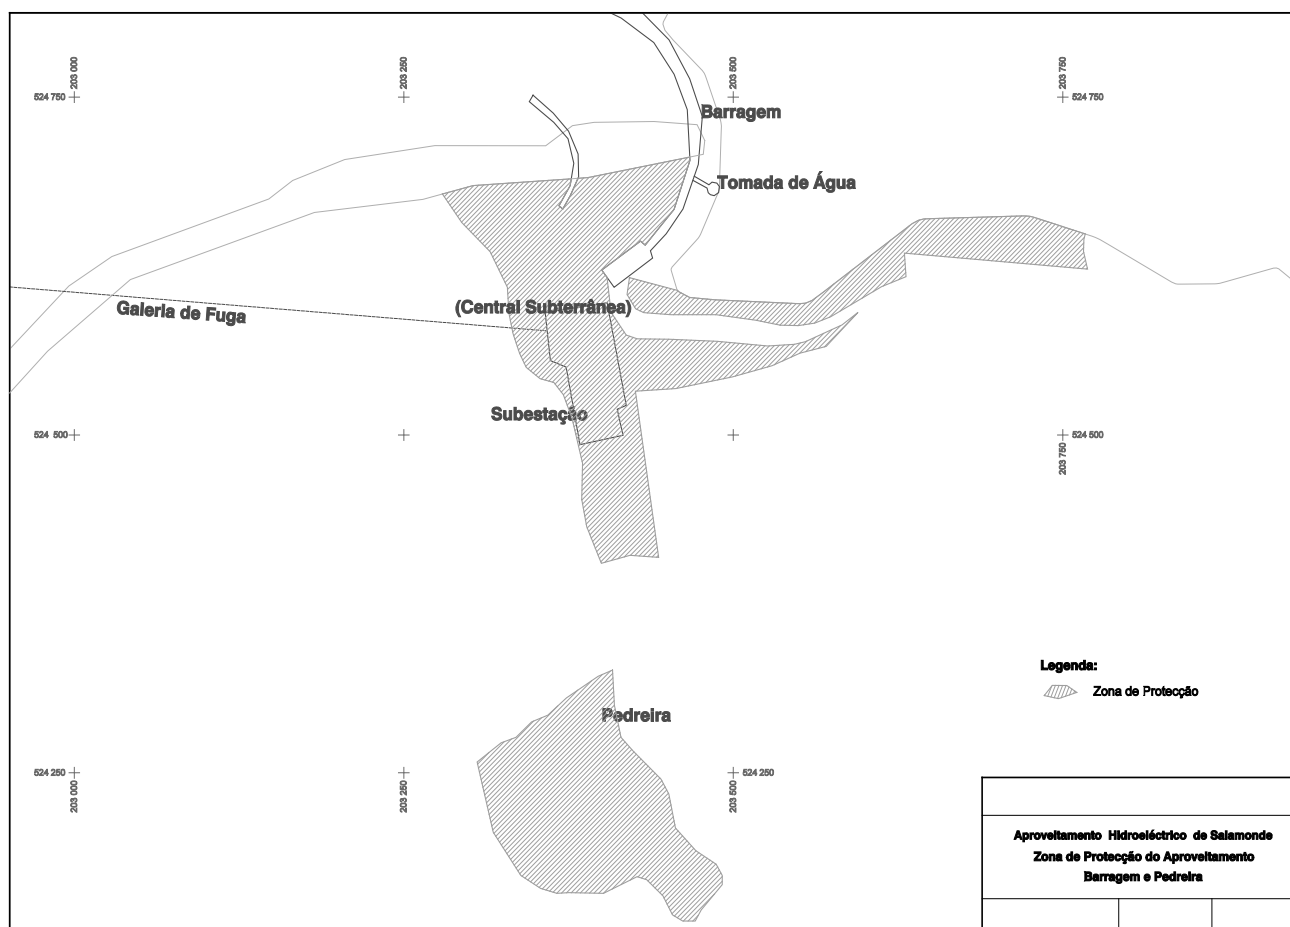 203 000
203 250
203 500
203 750
524 750
524 750
Barragem
Tomada de Água
Galeria de Fuga
(Central Subterrânea)
Subestação
524 500
524 500
203 750
Legenda:
Zona de Protecção
Pedreira
524 250
524 250
203 000
203 250
203 500
Aproveitamento Hidroeléctrico de Salamonde
Zona de Protecção do Aproveitamento
Barragem e Pedreira